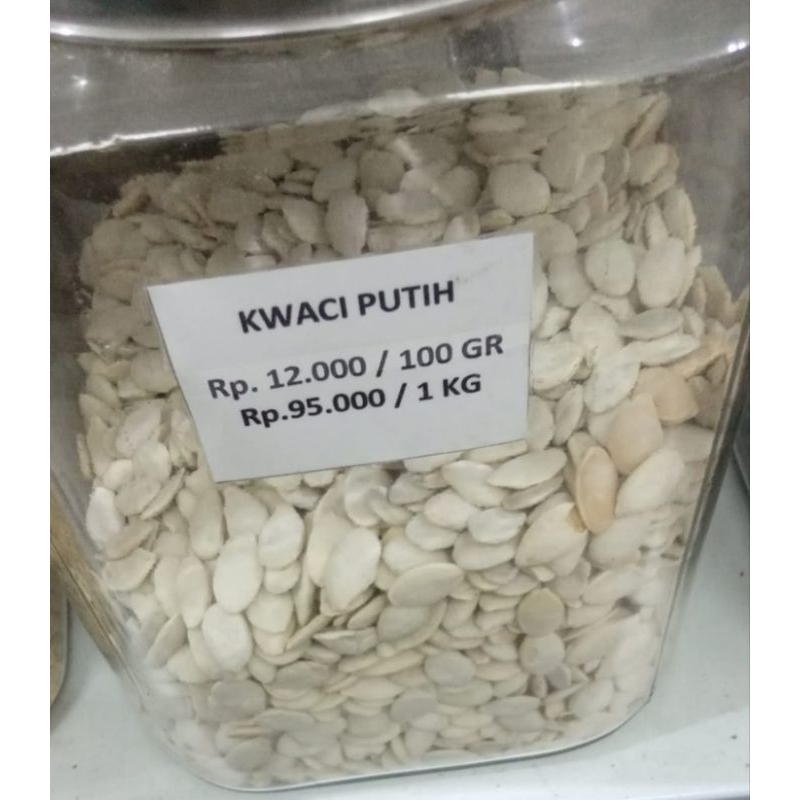 KWACI PUTIH
Rp. 12.000 / 100 GR
Rp.95.000 / 1 KG